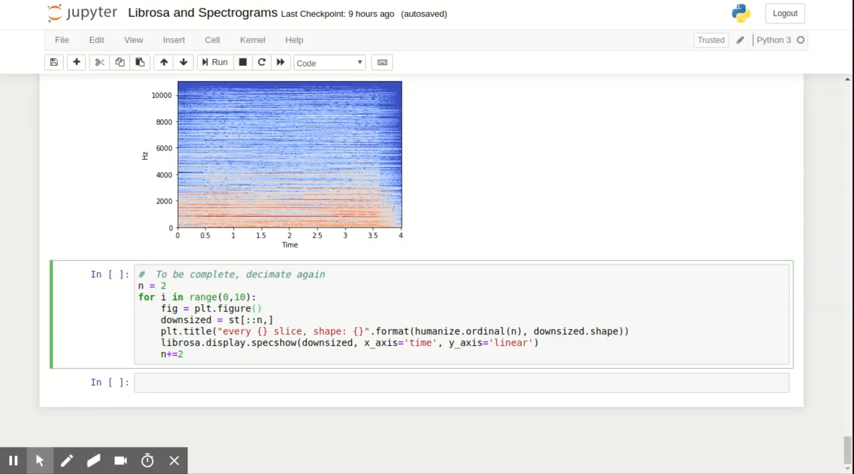 jupyter Librosa and Spectrograms Last Checkpoint: 9 hours ago (autosaved) Logout
File Edit View Insert Cell Kernel Help Trusted Python 3
Run Code
10000
8000
6000
4000
2000
0
Hz
0 0.5 1 1.5 2 2.5 3 3.5 4
Time
In [ ]: # To be complete, decimate again
n = 2
for i in range(0,10):
fig = plt.figure()
downsized = st[::n,]
plt.title("every {} slice, shape: {}".format(humanize.ordinal(n), downsized.shape))
librosa.display.specshow(downsized, x_axis='time', y_axis='linear')
n+=2
In [ ]: